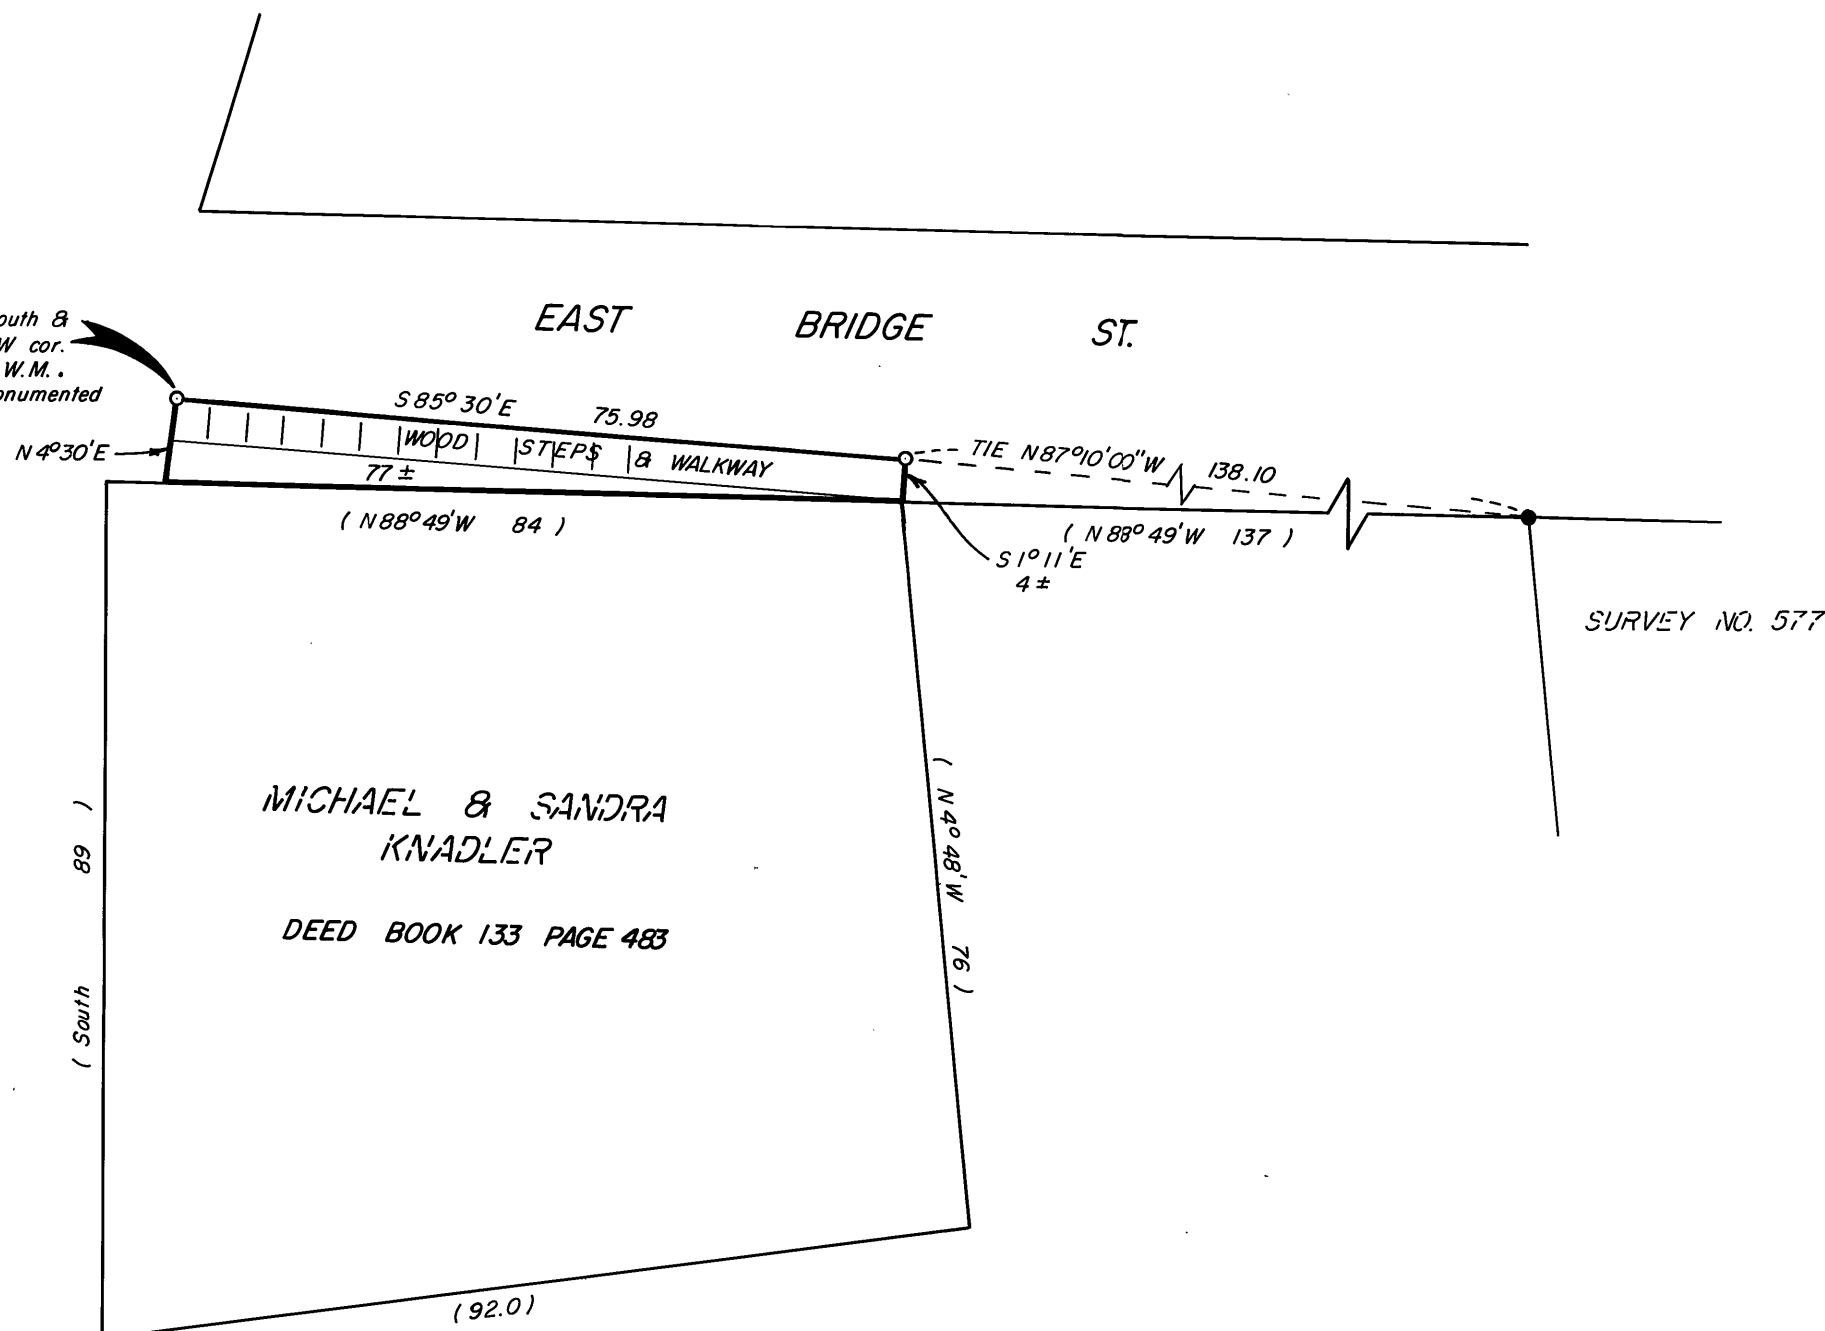 EAST BRIDGE ST.
outh &
W cor.
W.M.
onumented
N 4°30'E
S 85° 30'E 75.98
WOOD STEPS & WALKWAY
77 ±
TIE N87°10'00"W 138.10
( N 88° 49'W 84 )
( N 88° 49'W 137 )
S 1° 11'E
4 ±
SURVEY NO. 577
MICHAEL & SANDRA
KNADLER
DEED BOOK 133 PAGE 483
( South 89 )
( N 4° 48'W 76 )
( 92.0 )